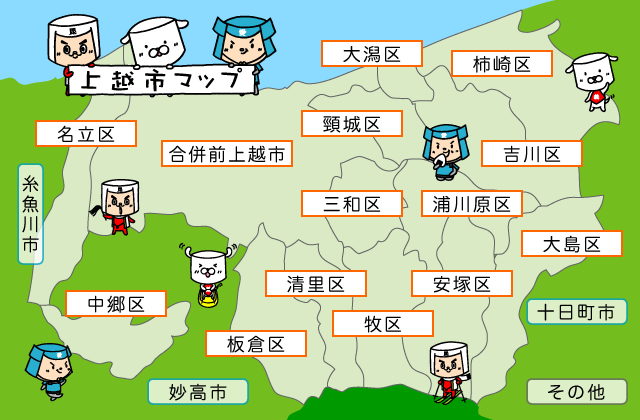 上越市マップ
大潟区
柿崎区
名立区
頸城区
合併前上越市
吉川区
糸魚川市
三和区
浦川原区
大島区
清里区
安塚区
中郷区
牧区
十日町市
板倉区
妙高市
その他